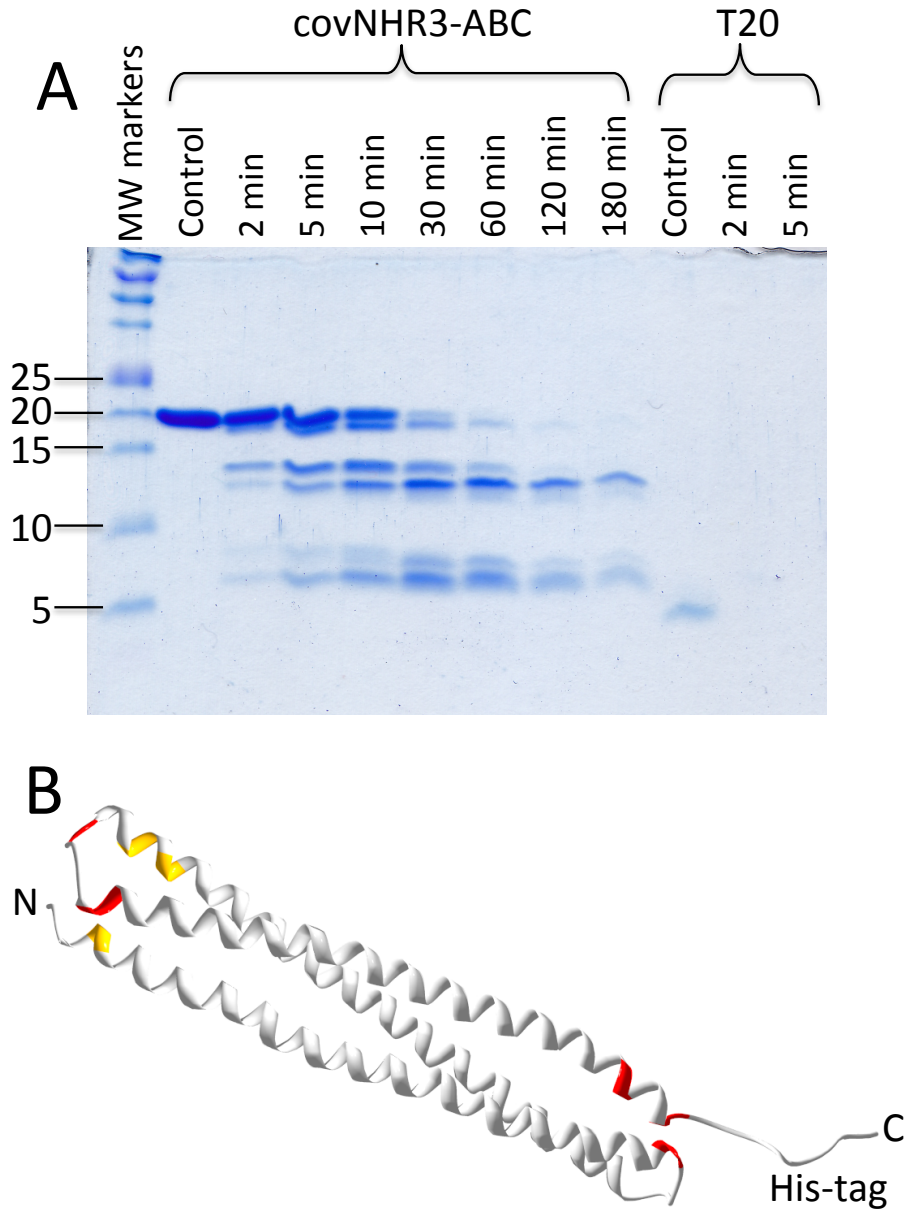 covNHR3-ABC T20
A
MW markers
Control
2 min
5 min
10 min
30 min
60 min
120 min
180 min
Control
2 min
5 min
25
20
15
10
5
B
N
C
His-tag